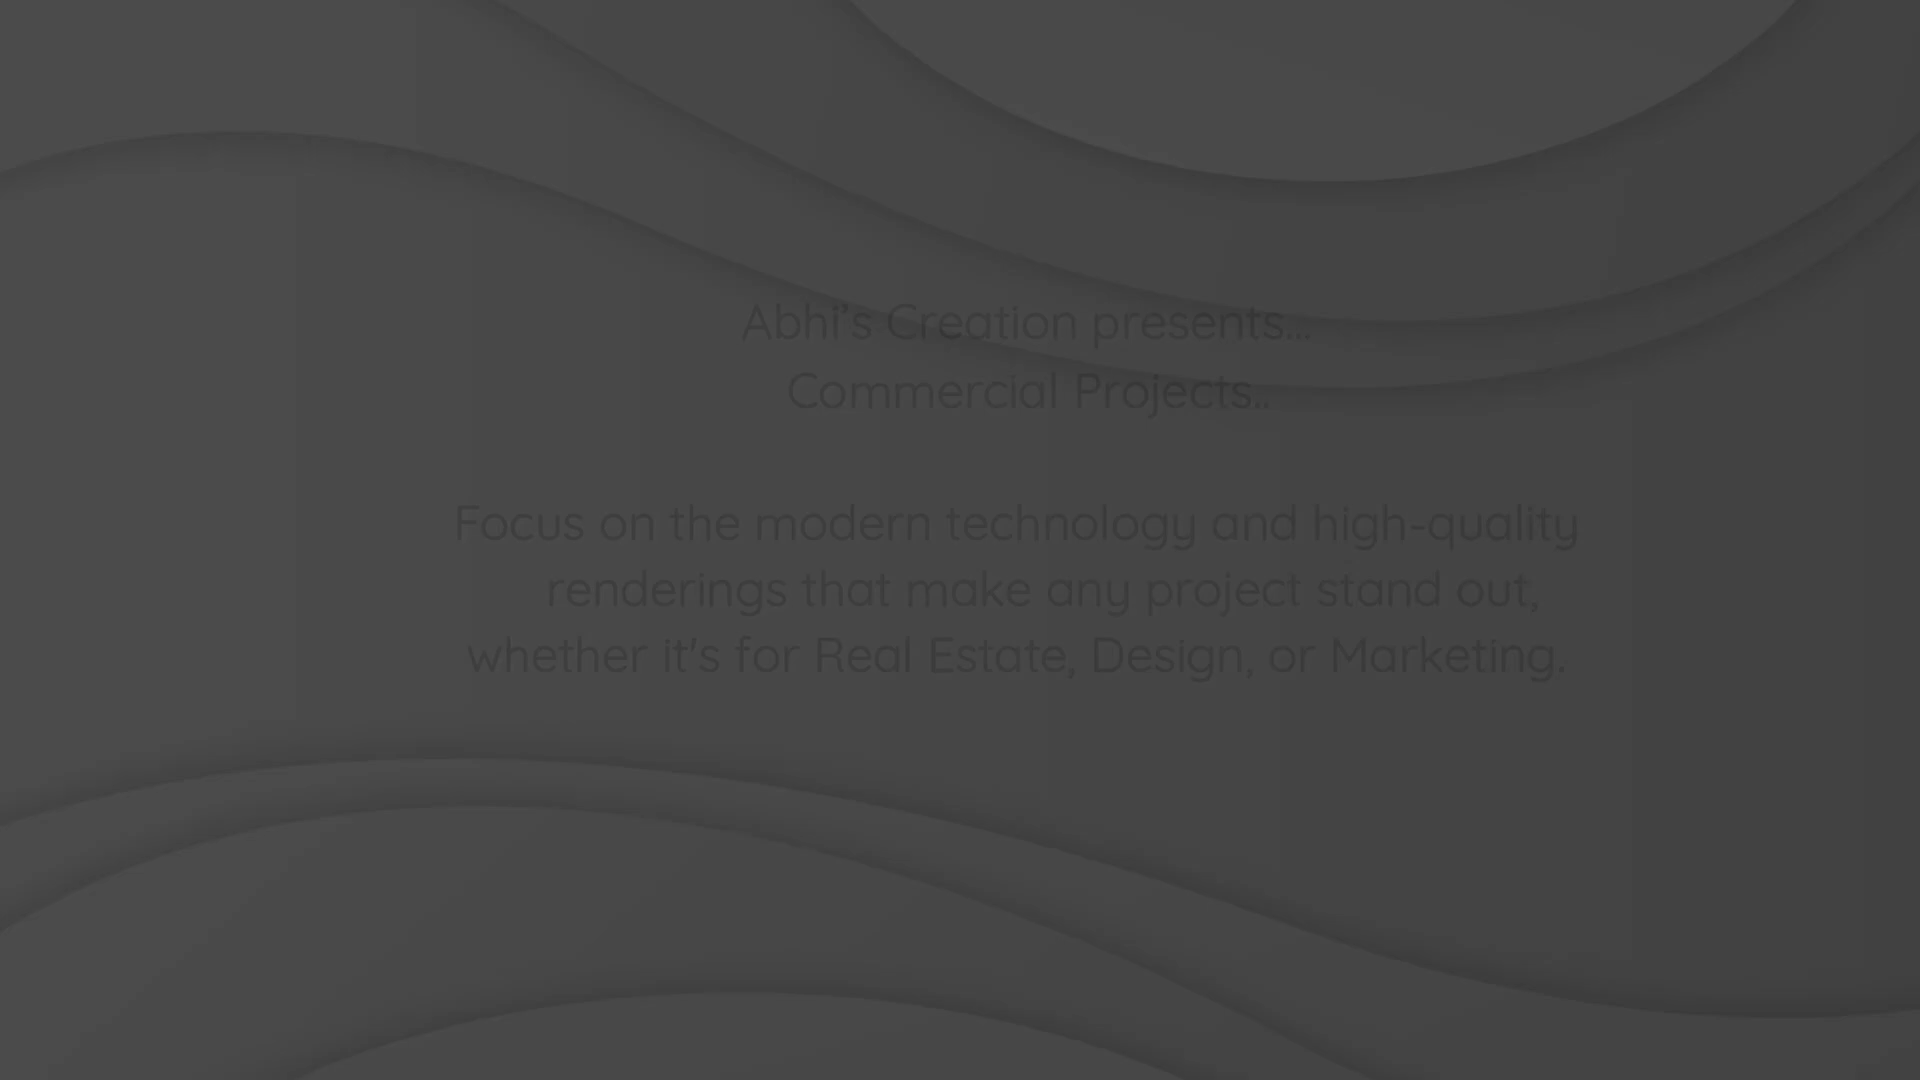 Abhi’s Creation presents...
Commercial Projects..
Focus on the modern technology and high-quality
renderings that make any project stand out,
whether it's for Real Estate, Design, or Marketing.